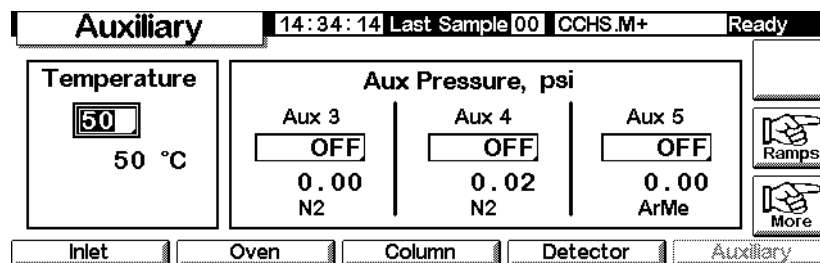 Auxiliary 14:34:14 Last Sample 00 CCHS.M+ Ready
Temperature
50
50 °C
Aux Pressure, psi
Aux 3 Aux 4 Aux 5
OFF OFF OFF
0.00 0.02 0.00
N2 N2 ArMe
Ramps
More
Inlet Oven Column Detector Auxiliary